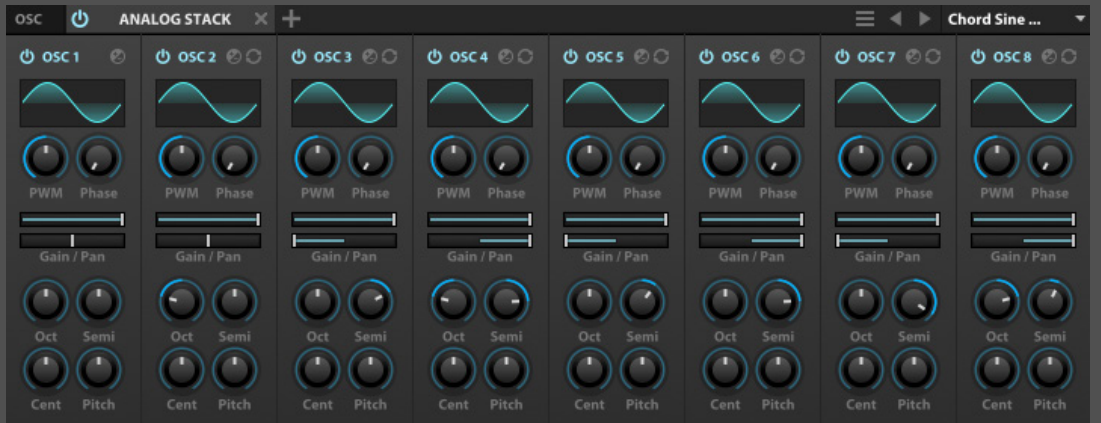 OSC ANALOG STACK Chord Sine ...
OSC 1 OSC 2 OSC 3 OSC 4 OSC 5 OSC 6 OSC 7 OSC 8
PWM Phase PWM Phase PWM Phase PWM Phase PWM Phase PWM Phase PWM Phase PWM Phase
Gain / Pan Gain / Pan Gain / Pan Gain / Pan Gain / Pan Gain / Pan Gain / Pan Gain / Pan
Oct Semi Oct Semi Oct Semi Oct Semi Oct Semi Oct Semi Oct Semi Oct Semi
Cent Pitch Cent Pitch Cent Pitch Cent Pitch Cent Pitch Cent Pitch Cent Pitch Cent Pitch